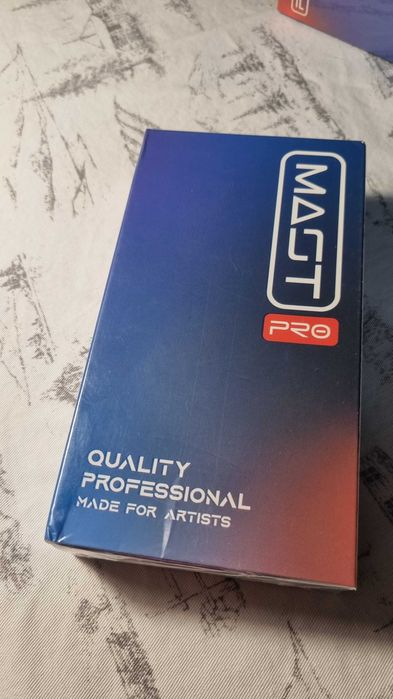 MAST
PRO
QUALITY
PROFESSIONAL
MADE FOR ARTISTS